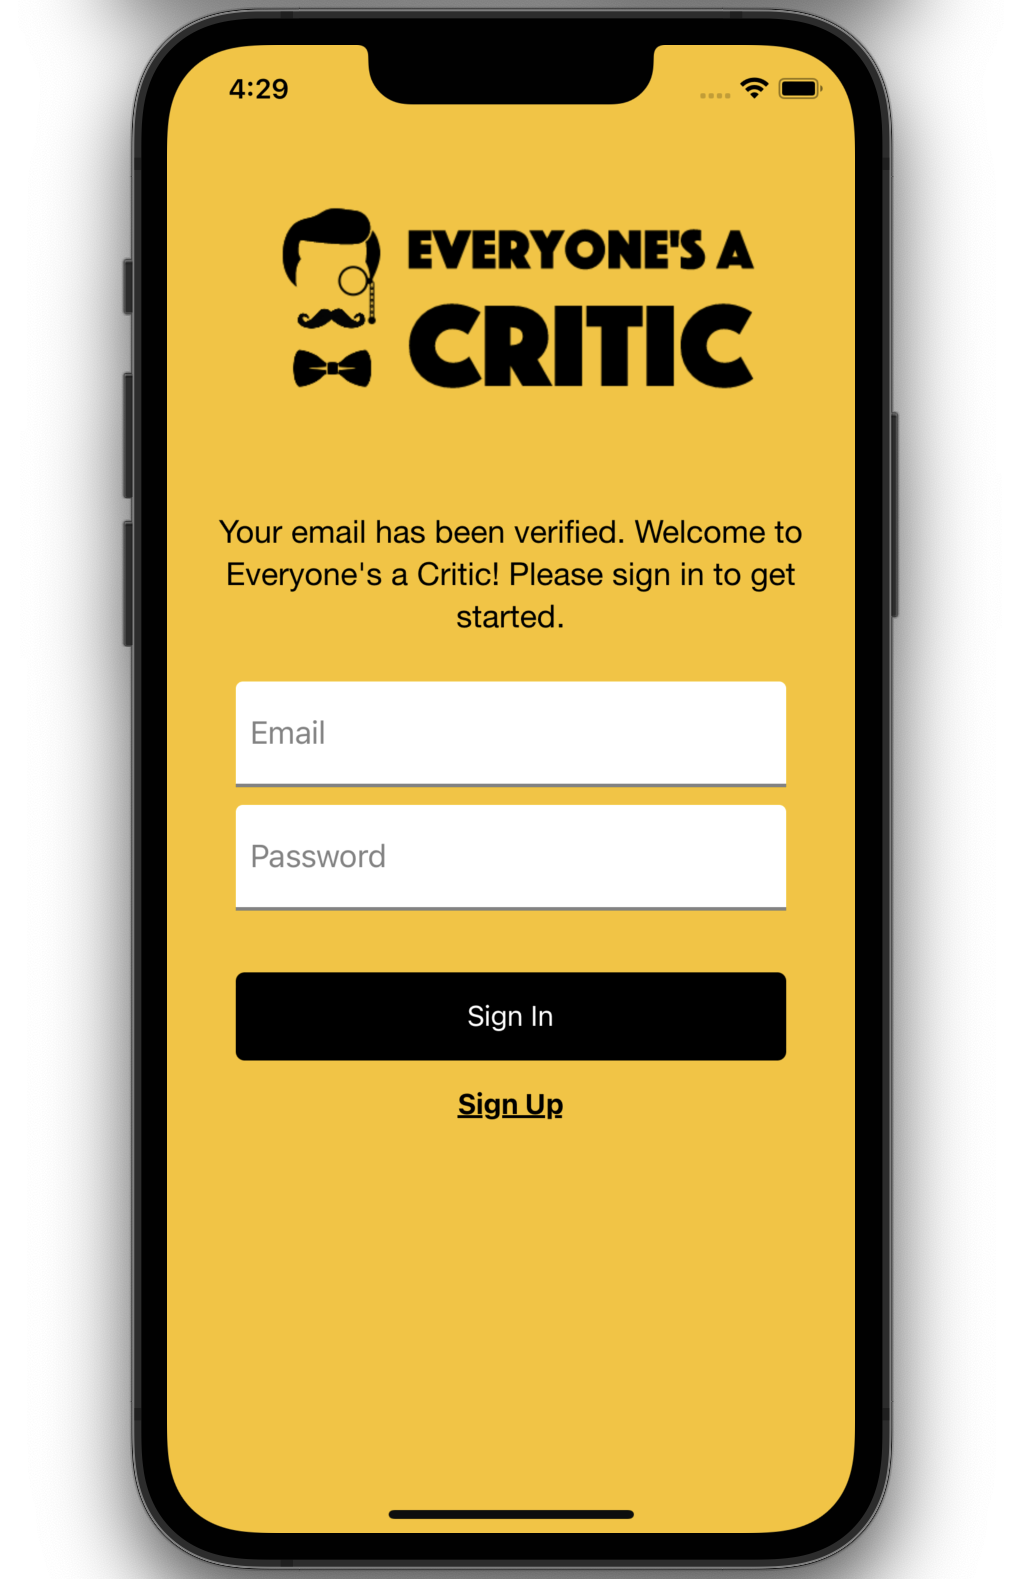 4:29
EVERYONE'S A
CRITIC
Your email has been verified. Welcome to
Everyone's a Critic! Please sign in to get
started.
Email
Password
Sign In
Sign Up